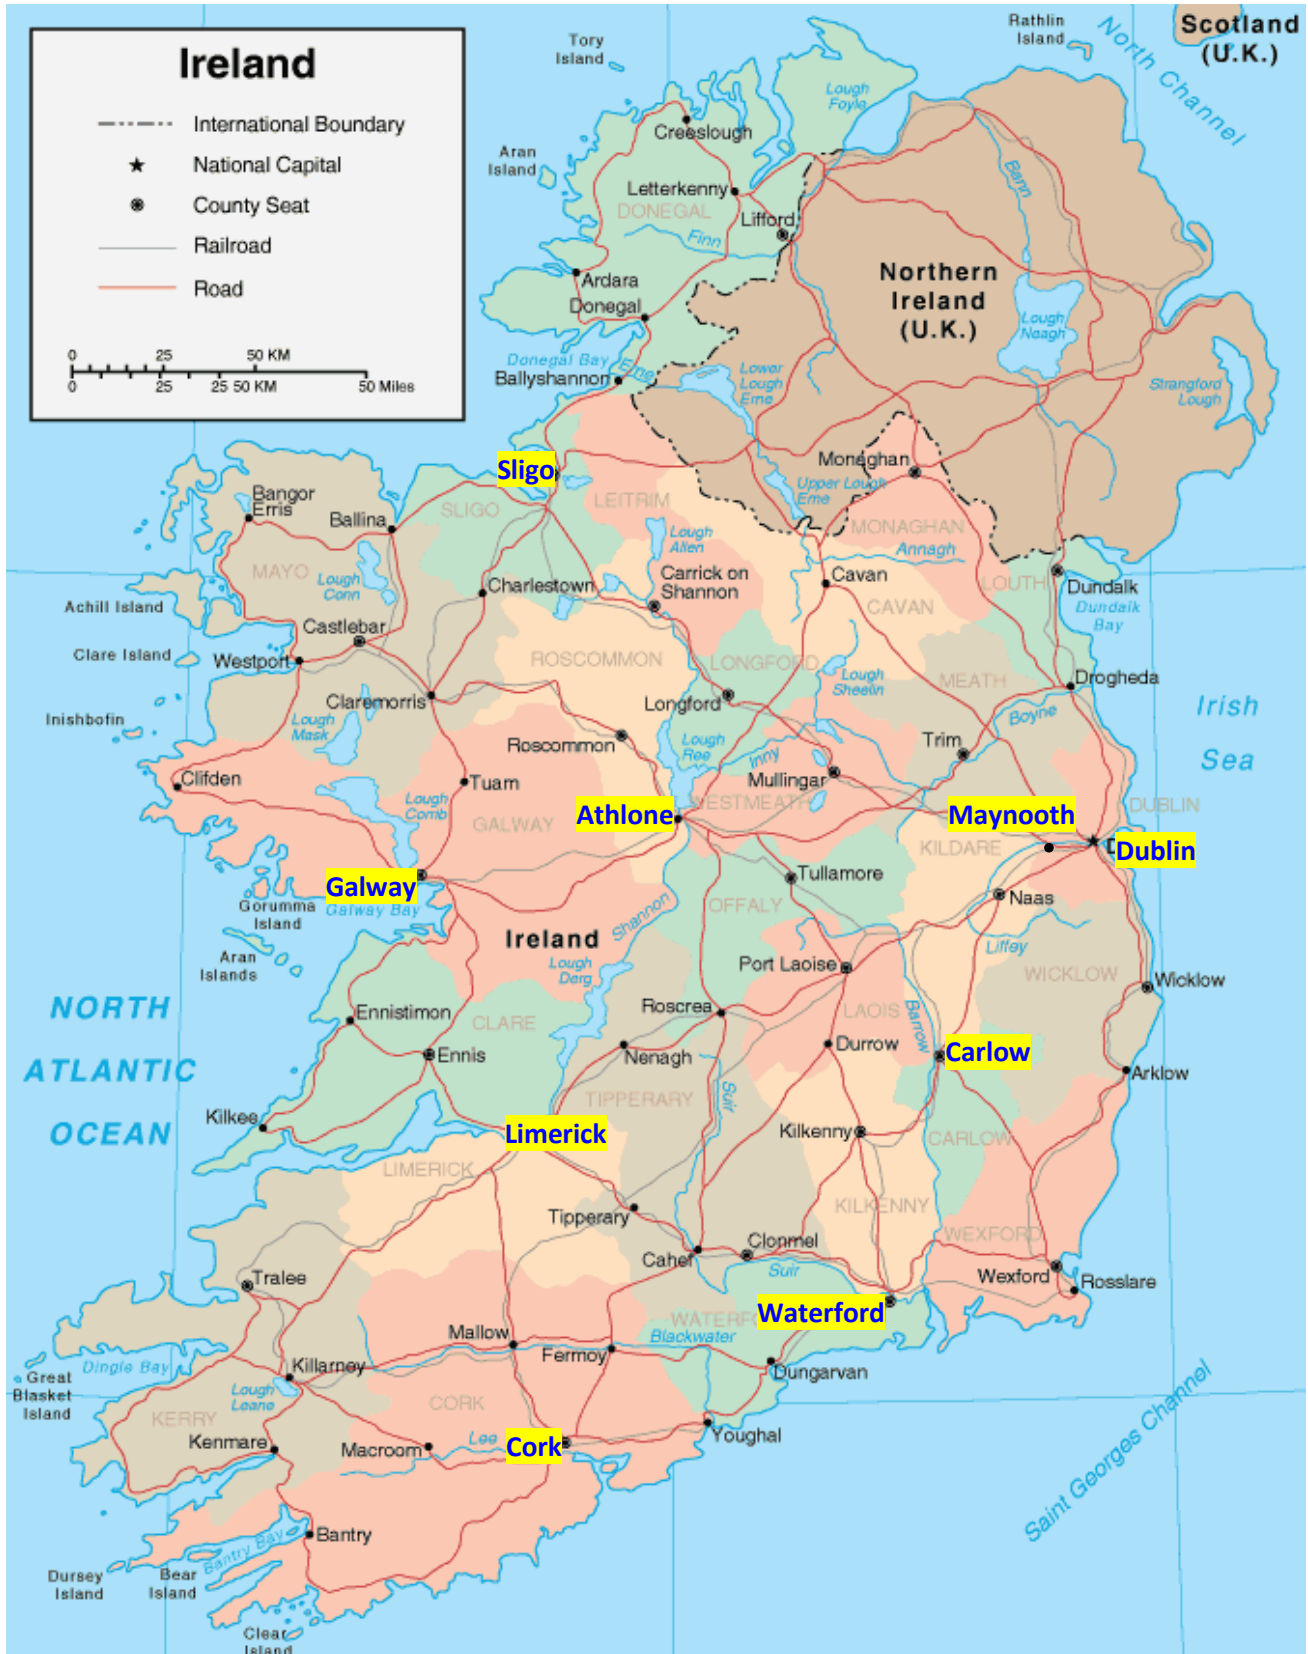 Ireland
International Boundary
National Capital
County Seat
Railroad
Road
0 25 50 KM
0 25 50 KM 50 Miles
Scotland
(U.K.)
Rathlin
Island
North Channel
Tory
Island
Lough
Foyle
Creeslough
Aran
Island
Letterkenny
DONEGAL
Lifford
Finn
Bann
Ardara
Donegal
Northern
Ireland
(U.K.)
Lough
Neagh
Donegal Bay
Erne
Ballyshannon
Lower
Lough
Erne
Strangford
Lough
Sligo
Monaghan
Upper Lough
Erne
Bangor
Erris
Ballina
SLIGO
LEITRIM
MONAGHAN
Annagh
Lough
Allen
MAYO
Lough
Conn
Charlestown
Carrick on
Shannon
Cavan
CAVAN
LOUTH
Dundalk
Dundalk
Bay
Achill Island
Castlebar
Clare Island
Westport
ROSCOMMON
LONGFORD
Lough
Sheelin
MEATH
Drogheda
Claremorris
Longford
Boyne
Irish
Sea
Inishbofin
Lough
Mask
Roscommon
Lough
Ree
Inny
Trim
Mullingar
Clifden
Tuam
Lough
Comb
GALWAY
Athlone
WESTMEATH
Maynooth
DUBLIN
KILDARE
D
Dublin
Galway
Galway Bay
Gorumma
Island
Tullamore
Naas
OFFALY
Shannon
Liffey
Ireland
Aran
Islands
Lough
Derg
Port Laoise
WICKLOW
Wicklow
NORTH
ATLANTIC
OCEAN
Ennistimon
CLARE
Roscrea
LAOIS
Barrow
Ennis
Nenagh
Durrow
Carlow
Arklow
TIPPERARY
Suir
Kilkee
Limerick
Kilkenny
CARLOW
LIMERICK
Tipperary
KILKENNY
WEXFORD
Caher
Clonmel
Suir
Wexford
Rosslare
Tralee
WATERFO
Waterford
Mallow
Blackwater
Fermoy
Dungarvan
Dingle Bay
Killarney
Great
Blasket
Island
Lough
Leane
KERRY
CORK
Kenmare
Macroom
Lee
Cork
Youghal
Saint Georges Channel
Bantry
Bantry Bay
Dursey
Island
Bear
Island
Clear
Island